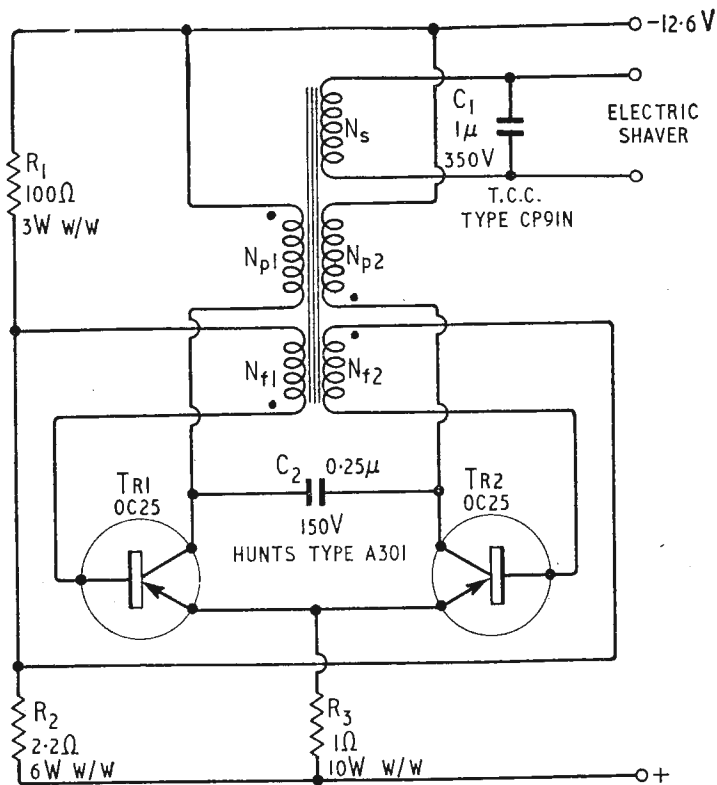 -12·6V
C1
1μ
350V
ELECTRIC
SHAVER
T.C.C.
TYPE CP91N
Ns
R1
100Ω
3W W/W
Np1
Np2
Nf1
Nf2
TR1
OC25
C2 0·25μ
150V
HUNTS TYPE A301
TR2
OC25
R2
2·2Ω
6W W/W
R3
1Ω
10W W/W
+